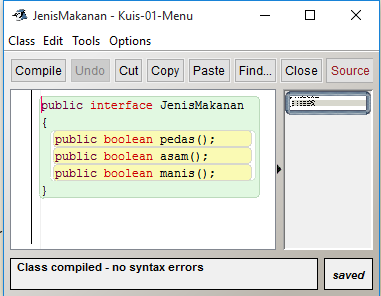 JenisMakanan - Kuis-01-Menu
Class Edit Tools Options
Compile Undo Cut Copy Paste Find... Close Source
public interface JenisMakanan
{
public boolean pedas();
public boolean asam();
public boolean manis();
}
Class compiled - no syntax errors
saved